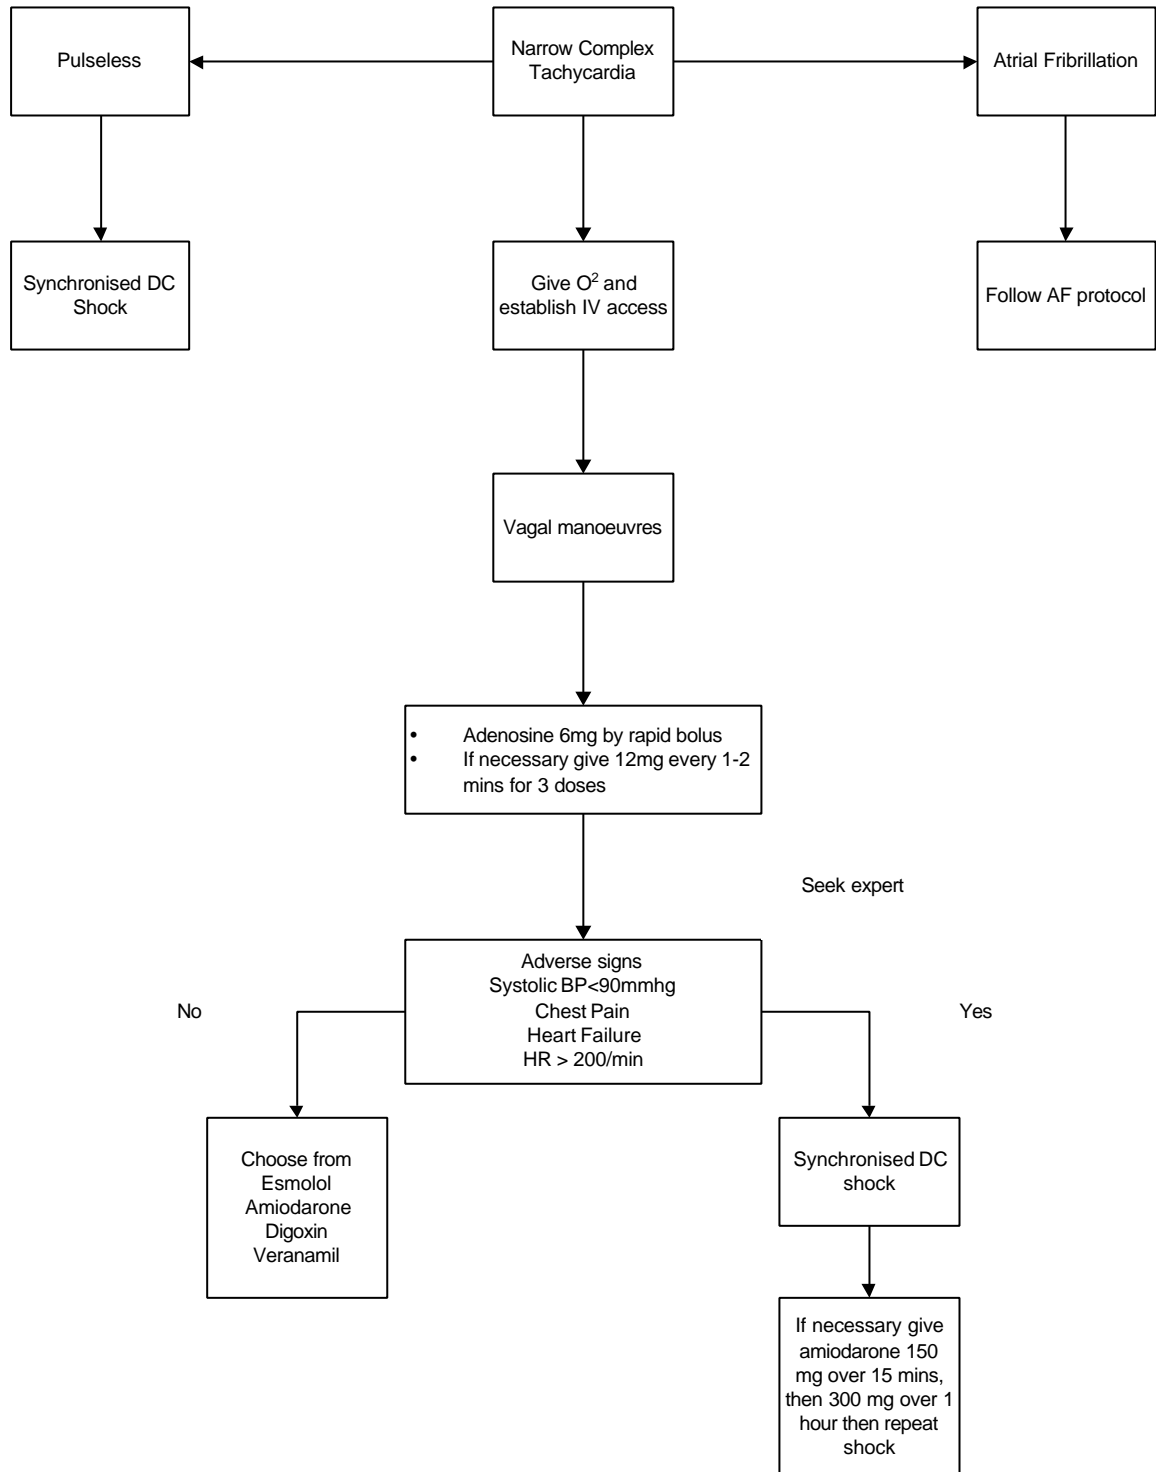 Pulseless
Narrow Complex
Tachycardia
Atrial Fribrillation
Synchronised DC
Shock
Give O² and
establish IV access
Follow AF protocol
Vagal manoeuvres
• Adenosine 6mg by rapid bolus
• If necessary give 12mg every 1-2
mins for 3 doses
Seek expert
Adverse signs
Systolic BP<90mmhg
Chest Pain
Heart Failure
HR > 200/min
No
Yes
Choose from
Esmolol
Amiodarone
Digoxin
Veranamil
Synchronised DC
shock
If necessary give
amiodarone 150
mg over 15 mins,
then 300 mg over 1
hour then repeat
shock